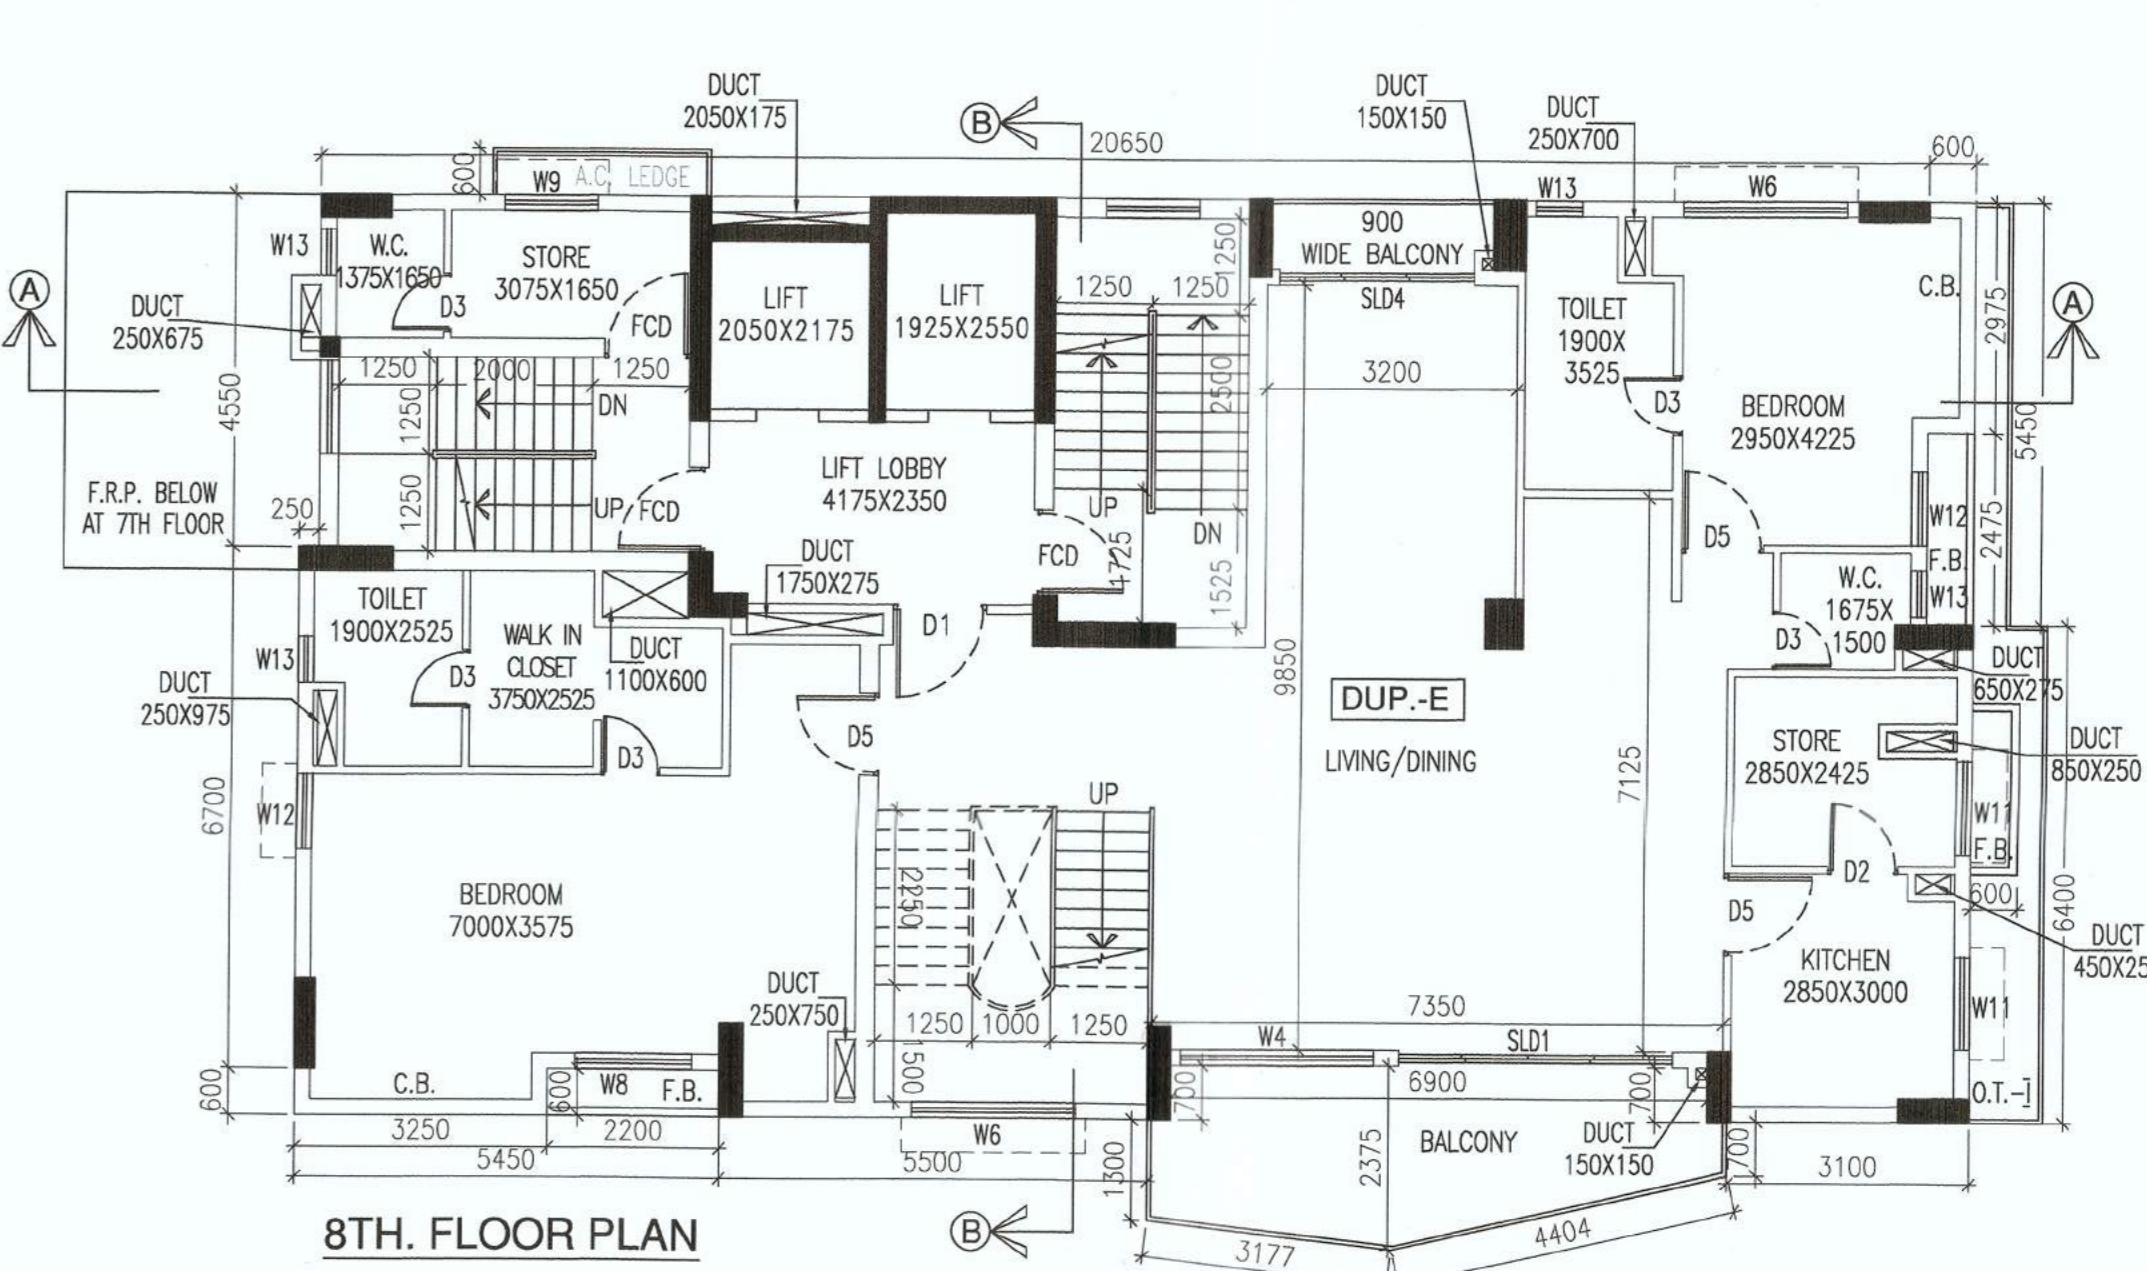 DUCT
2050X175
B
20650
DUCT
150X150
DUCT
250X700
600
600
W9
A.C. LEDGE
W13
W6
W13
W.C.
1375X1650
STORE
3075X1650
D3
FCD
DUCT
250X675
A
LIFT
2050X2175
LIFT
1925X2550
1250
1250
1250
900
WIDE BALCONY
SLD4
3200
TOILET
1900X
3525
D3
C.B.
2975
A
BEDROOM
2950X4225
5450
4550
1250
2000
1250
1250
DN
1250
UP
FCD
F.R.P. BELOW
AT 7TH FLOOR
250
LIFT LOBBY
4175X2350
2500
UP
DN
FCD
4725
1525
D5
W12
F.B.
W13
2475
W.C.
1675X
1500
D3
DUCT
1750X275
D1
TOILET
1900X2525
WALK IN
CLOSET
3750X2525
DUCT
1100X600
W13
D3
D3
DUCT
250X975
D5
9850
DUP.-E
LIVING/DINING
7125
DUCT
650X275
STORE
2850X2425
DUCT
850X250
W11
F.B.
D2
600
6400
D5
DUCT
KITCHEN
2850X3000
W11
O.T.-1
6700
W12
BEDROOM
7000X3575
UP
2250
DUCT
250X750
1250
1000
1250
1500
7350
W4
SLD1
6900
700
700
600
C.B.
600
W8
F.B.
3250
2200
5450
5500
W6
1300
2375
BALCONY
DUCT
150X150
700
3100
8TH. FLOOR PLAN
B
3177
4404